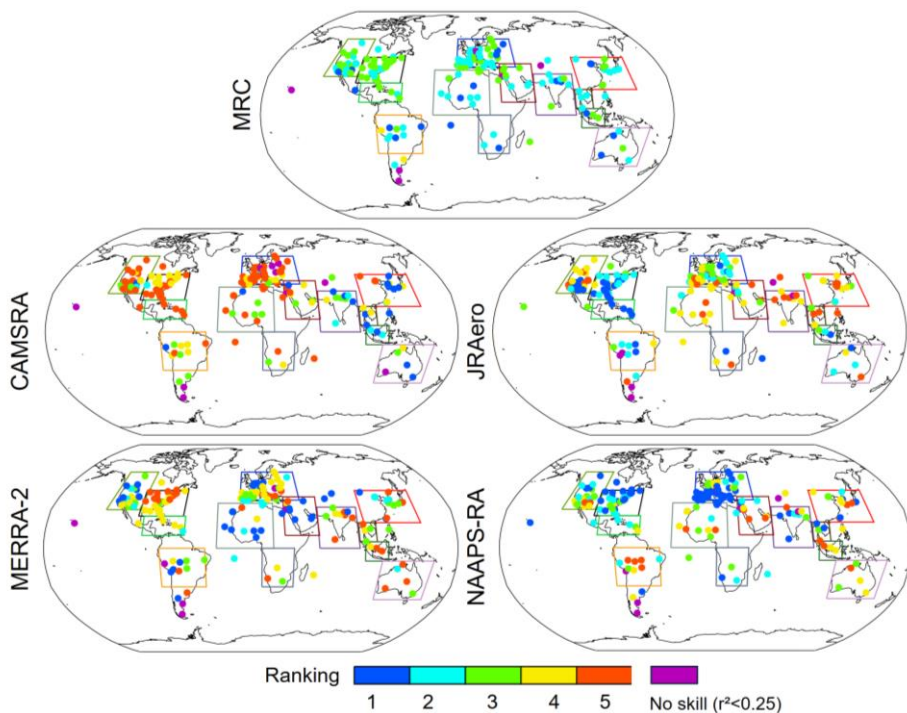 MRC
CAMSRA
JRAero
MERRA-2
NAAPS-RA
Ranking
1 2 3 4 5
No skill (r²<0.25)